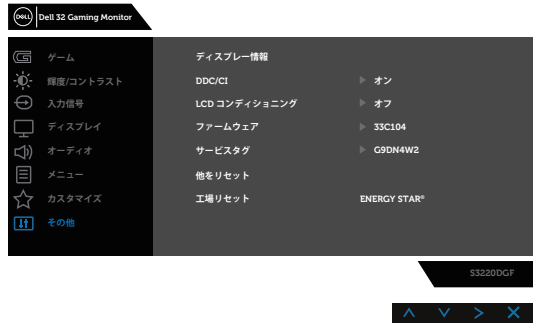 DELL Dell 32 Gaming Monitor
ゲーム
輝度/コントラスト
入力信号
ディスプレイ
オーディオ
メニュー
カスタマイズ
その他
ディスプレー情報
DDC/CI オン
LCD コンディショニング オフ
ファームウェア 33C104
サービスタグ G9DN4W2
他をリセット
工場リセット ENERGY STAR®
S3220DGF